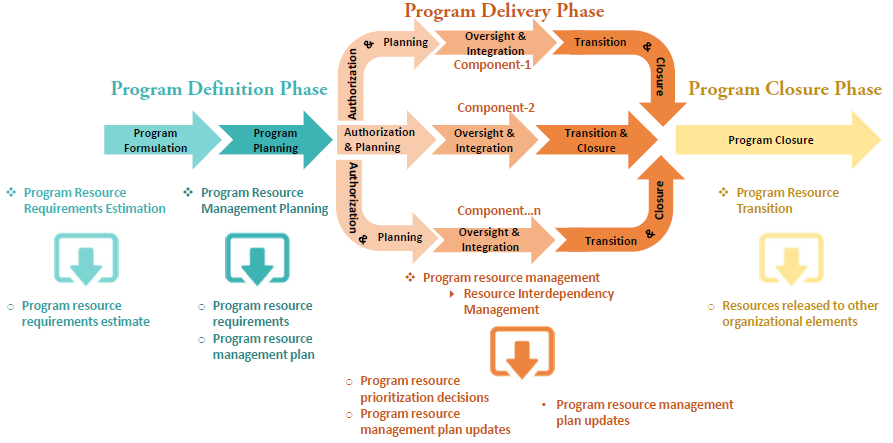 Program Delivery Phase
Authorization
&
Planning
Oversight &
Integration
Transition
&
Closure
Component-1
Program Definition Phase
Program Closure Phase
Component-2
Program
Formulation
Program
Planning
Authorization
& Planning
Oversight &
Integration
Transition &
Closure
Program Closure
Authorization
&
Planning
Component...n
Oversight &
Integration
Transition
&
Closure
❖ Program Resource
Requirements Estimation
❖ Program Resource
Management Planning
❖ Program Resource
Transition
❖ Program resource management
Resource Interdependency
Management
○ Program resource
requirements estimate
○ Program resource
requirements
○ Program resource
management plan
○ Resources released to other
organizational elements
○ Program resource
prioritization decisions
○ Program resource
management plan updates
• Program resource management
plan updates